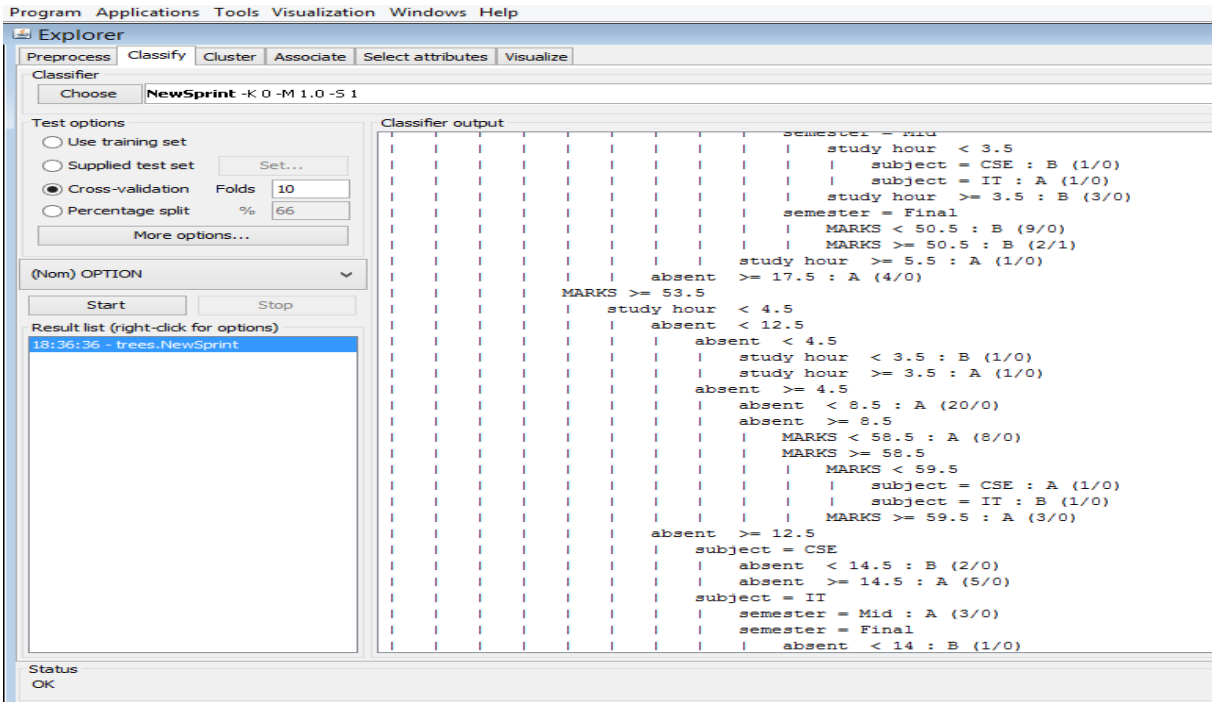 Program Applications Tools Visualization Windows Help
Explorer
Preprocess Classify Cluster Associate Select attributes Visualize
Classifier
Choose NewSprint -K 0 -M 1.0 -S 1
Test options
Use training set
Supplied test set Set...
Cross-validation Folds 10
Percentage split % 66
More options...
(Nom) OPTION
Start Stop
Result list (right-click for options)
18:36:36 - trees.NewSprint
Classifier output
| | | | | | | | | semester = Mid
| | | | | | | | | | study hour < 3.5
| | | | | | | | | | | subject = CSE : B (1/0)
| | | | | | | | | | | subject = IT : A (1/0)
| | | | | | | | | | study hour >= 3.5 : B (3/0)
| | | | | | | | | semester = Final
| | | | | | | | | | MARKS < 50.5 : B (9/0)
| | | | | | | | | | MARKS >= 50.5 : B (2/1)
| | | | | | | | study hour >= 5.5 : A (1/0)
| | | | | | absent >= 17.5 : A (4/0)
| | | | MARKS >= 53.5
| | | | | study hour < 4.5
| | | | | | absent < 12.5
| | | | | | | absent < 4.5
| | | | | | | | study hour < 3.5 : B (1/0)
| | | | | | | | study hour >= 3.5 : A (1/0)
| | | | | | | absent >= 4.5
| | | | | | | | absent < 8.5 : A (20/0)
| | | | | | | | absent >= 8.5
| | | | | | | | | MARKS < 58.5 : A (8/0)
| | | | | | | | | MARKS >= 58.5
| | | | | | | | | | MARKS < 59.5
| | | | | | | | | | | subject = CSE : A (1/0)
| | | | | | | | | | | subject = IT : B (1/0)
| | | | | | | | | | MARKS >= 59.5 : A (3/0)
| | | | | | absent >= 12.5
| | | | | | | subject = CSE
| | | | | | | | absent < 14.5 : B (2/0)
| | | | | | | | absent >= 14.5 : A (5/0)
| | | | | | | subject = IT
| | | | | | | | semester = Mid : A (3/0)
| | | | | | | | semester = Final
| | | | | | | | | absent < 14 : B (1/0)
Status
OK